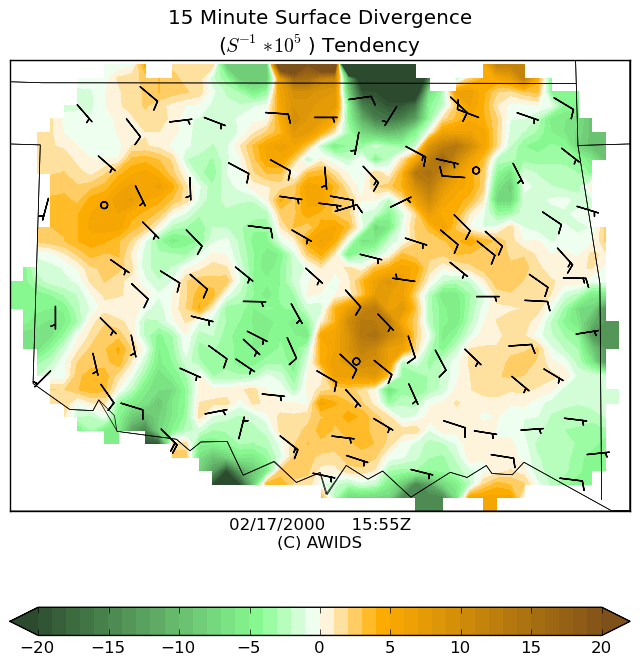 15 Minute Surface Divergence
(S⁻¹ *10⁵ ) Tendency
02/17/2000 15:55Z
(C) AWIDS
−20 −15 −10 −5 0 5 10 15 20